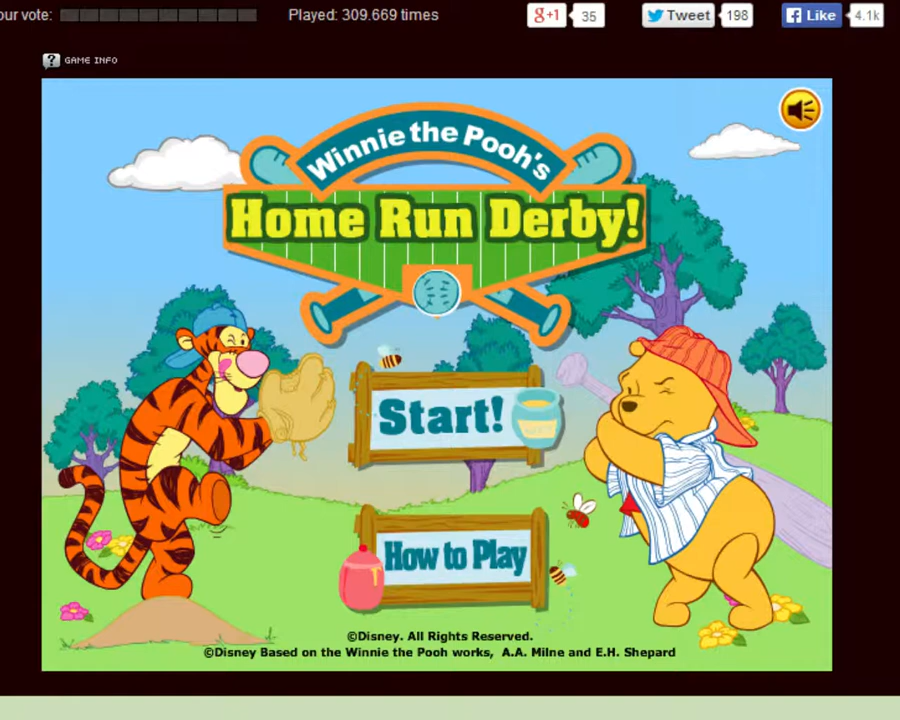 our vote:
Played: 309.669 times
g+1 35
Tweet 198
f Like 4.1k
? GAME INFO
Winnie the Pooh's
Home Run Derby!
Start!
How to Play
©Disney. All Rights Reserved.
©Disney Based on the Winnie the Pooh works, A.A. Milne and E.H. Shepard